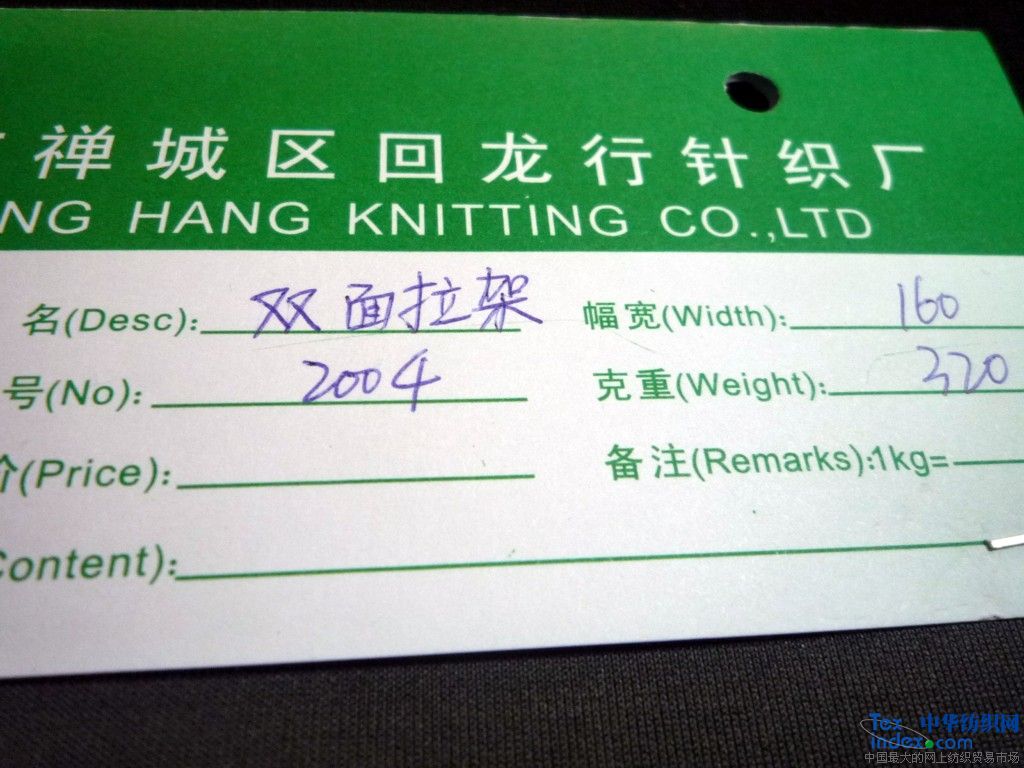 禅城区回龙行针织厂
NG HANG KNITTING CO.,LTD
名(Desc): 双面拉架 幅宽(Width): 160
号(No): 2004 克重(Weight): 320
价(Price): 备注(Remarks):1kg=
Content):
Tex 中华纺织网
index.com
中国最大的网上纺织贸易市场